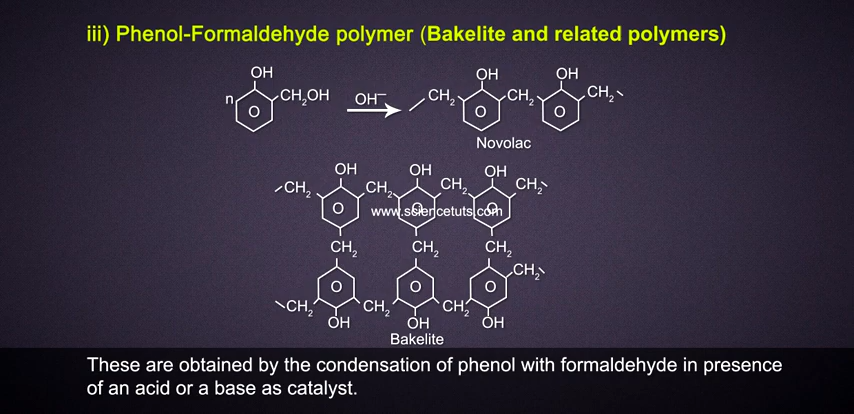 iii) Phenol-Formaldehyde polymer (Bakelite and related polymers)
OH OH OH
n CH₂OH OH⁻ CH₂ CH₂ CH₂
O O O
Novolac
OH OH OH
CH₂ CH₂ CH₂ CH₂
O O O
www.sciencetuts.com
CH₂ CH₂ CH₂
CH₂
O O O
CH₂ CH₂ CH₂
OH OH OH
Bakelite
These are obtained by the condensation of phenol with formaldehyde in presence
of an acid or a base as catalyst.